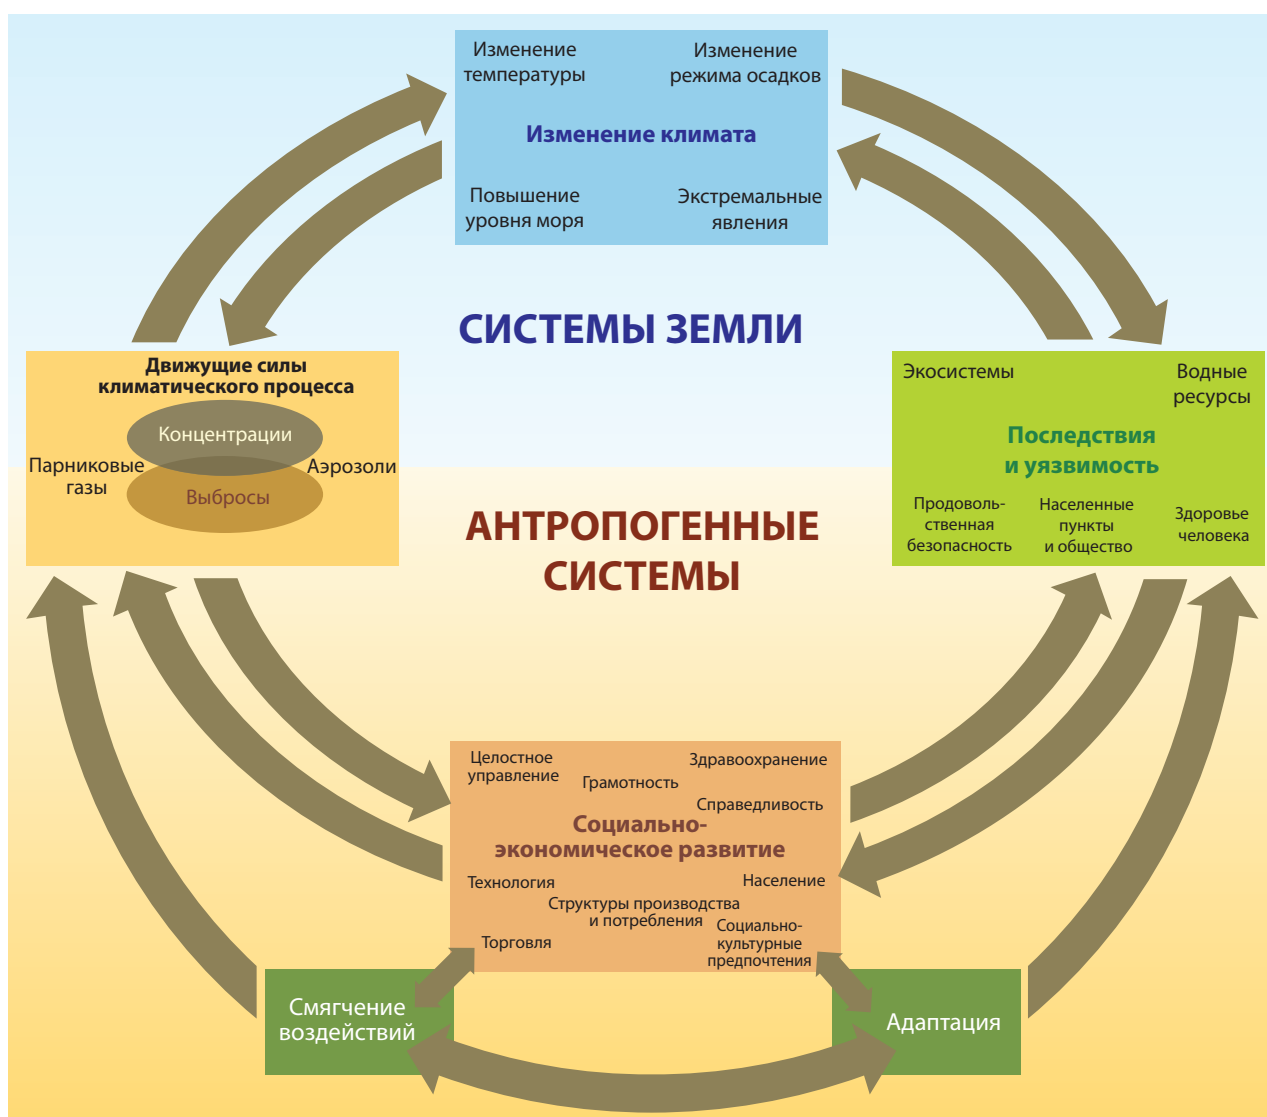 Изменение
температуры
Изменение
режима осадков
Изменение климата
Повышение
уровня моря
Экстремальные
явления
СИСТЕМЫ ЗЕМЛИ
Движущие силы
климатического процесса
Концентрации
Парниковые
газы
Аэрозоли
Выбросы
Экосистемы
Водные
ресурсы
Последствия
и уязвимость
Продоволь-
ственная
безопасность
Населенные
пункты
и общество
Здоровье
человека
АНТРОПОГЕННЫЕ
СИСТЕМЫ
Целостное
управление
Грамотность
Здравоохранение
Справедливость
Социально-
экономическое развитие
Технология
Население
Структуры производства
и потребления
Торговля
Социально-
культурные
предпочтения
Смягчение
воздействий
Адаптация